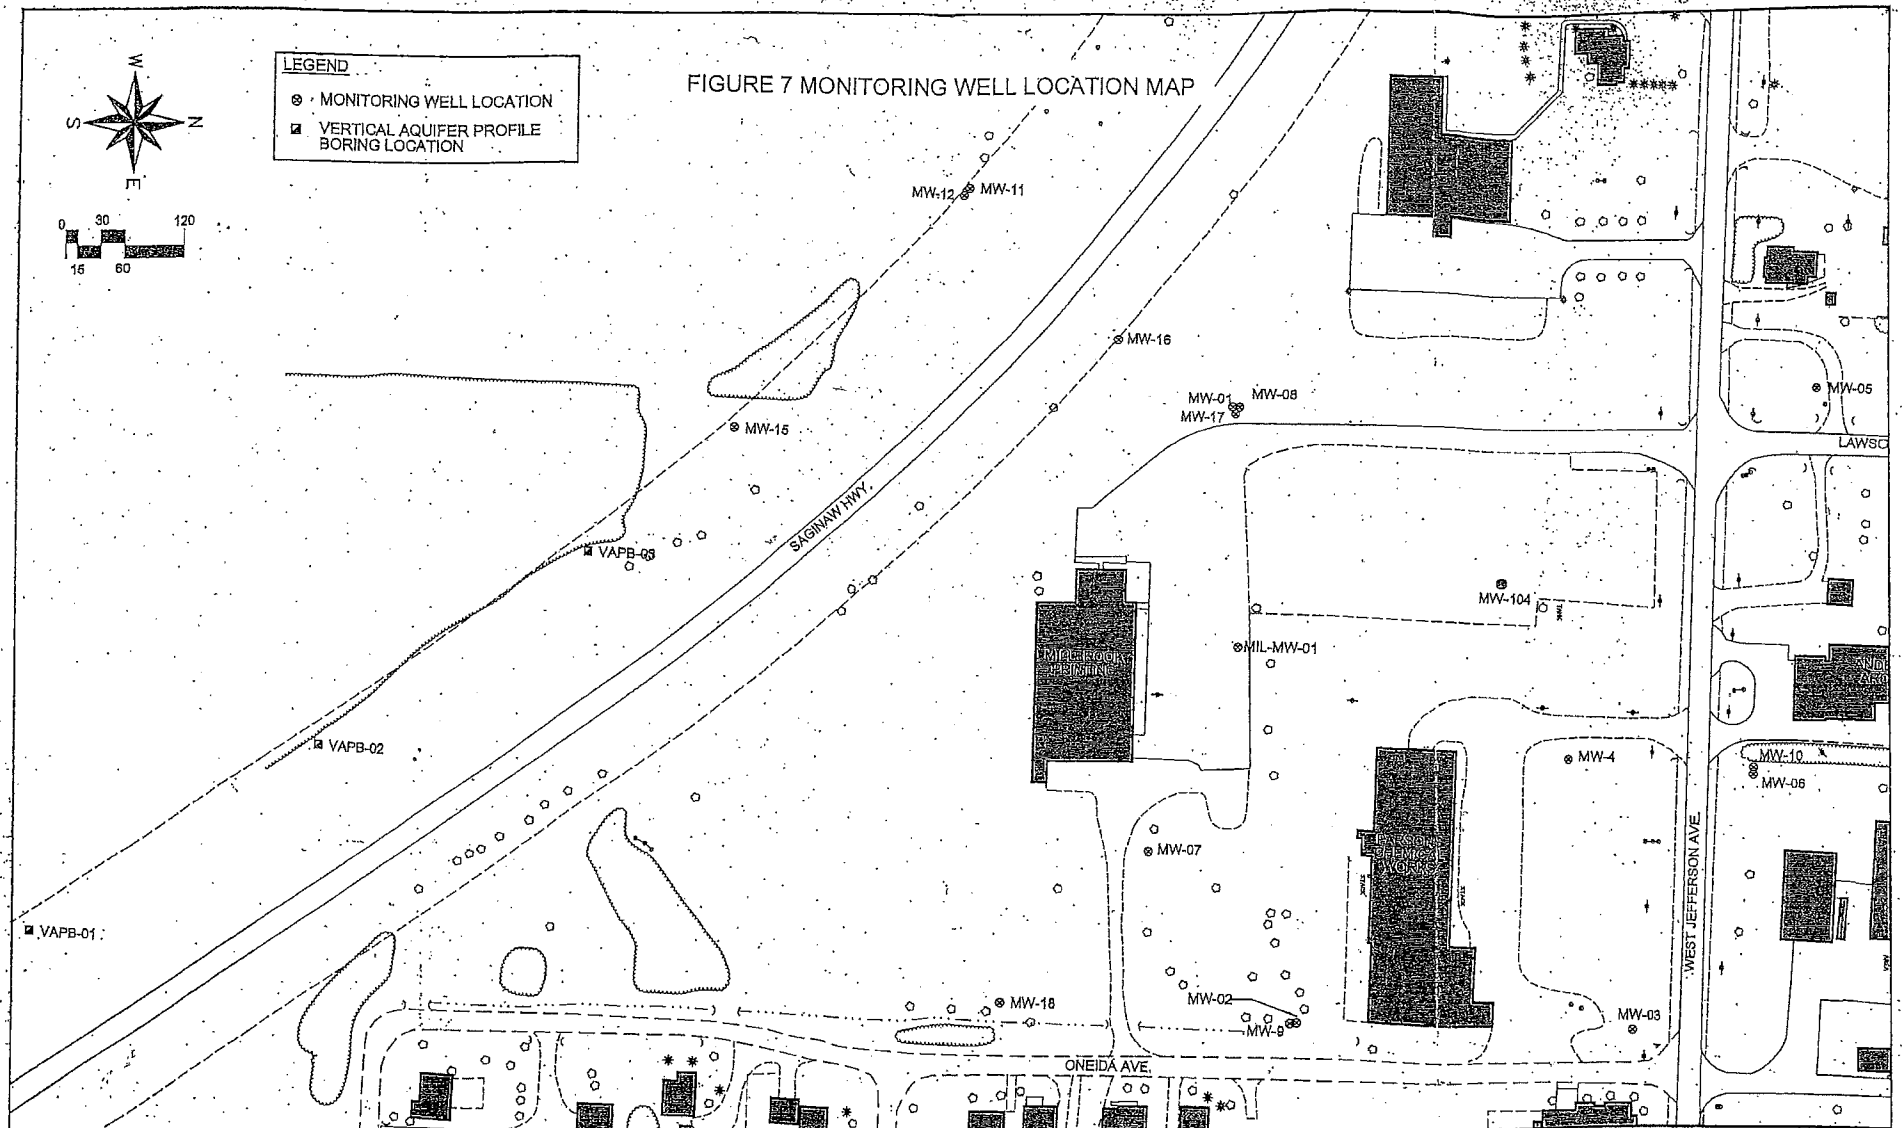 FIGURE 7 MONITORING WELL LOCATION MAP
LEGEND
MONITORING WELL LOCATION
VERTICAL AQUIFER PROFILE
BORING LOCATION
W
S
N
E
0
30
120
15
60
MW-12
MW-11
MW-16
MW-01
MW-08
MW-17
MW-05
LAWSO
MW-15
SAGINAW HWY.
VAPB-03
MW-104
MIL-MW-01
MILLBROOK
PRINTING
VAPB-02
MW-4
MW-10
MW-06
MW-07
WORKS
WEST JEFFERSON AVE.
VAPB-01
MW-18
MW-02
MW-9
MW-03
ONEIDA AVE.